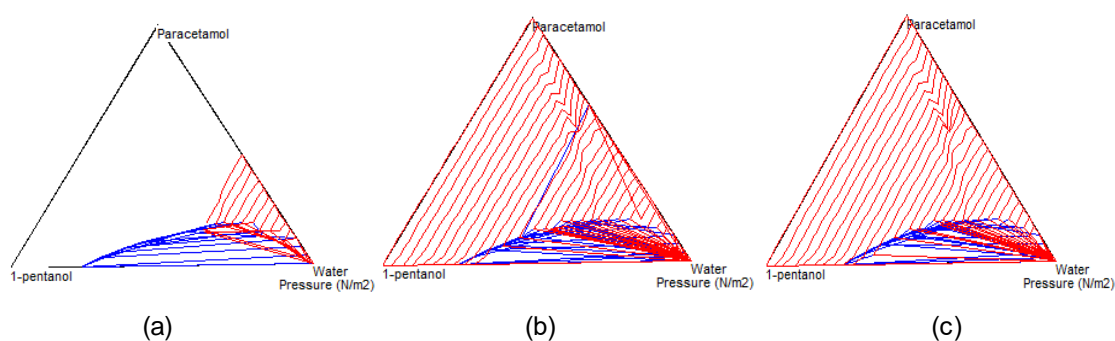 Paracetamol
1-pentanol
Water
Pressure (N/m2)
(a)
Paracetamol
1-pentanol
Water
Pressure (N/m2)
(b)
Paracetamol
1-pentanol
Water
Pressure (N/m2)
(c)